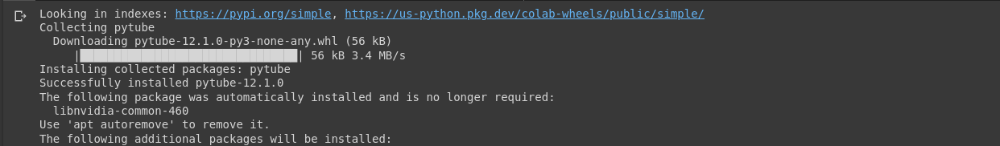 Looking in indexes: https://pypi.org/simple, https://us-python.pkg.dev/colab-wheels/public/simple/
Collecting pytube
Downloading pytube-12.1.0-py3-none-any.whl (56 kB)
|████████████████████████████████| 56 kB 3.4 MB/s
Installing collected packages: pytube
Successfully installed pytube-12.1.0
The following package was automatically installed and is no longer required:
libnvidia-common-460
Use 'apt autoremove' to remove it.
The following additional packages will be installed: